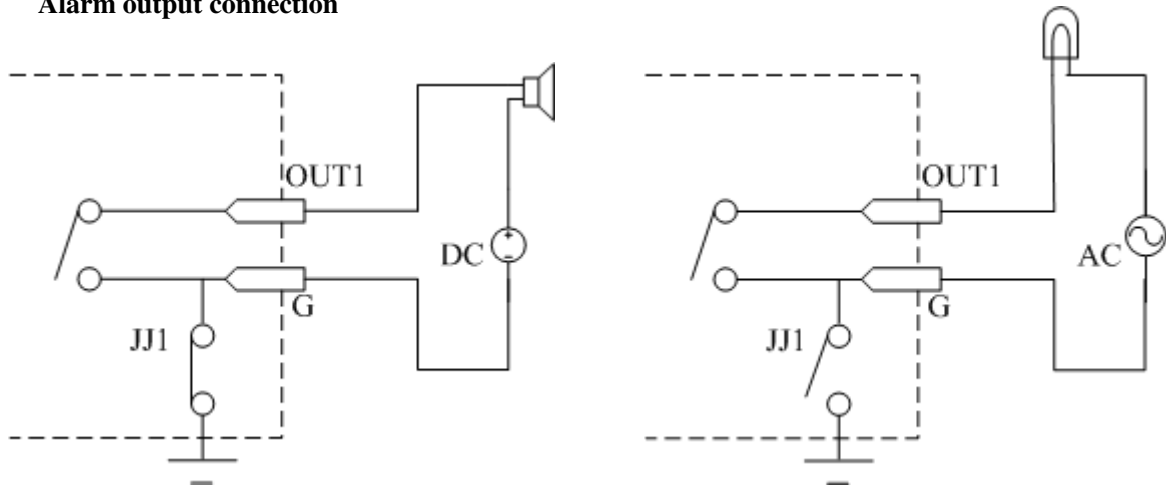 Alarm output connection
OUT1
DC
G
JJ1
OUT1
AC
G
JJ1